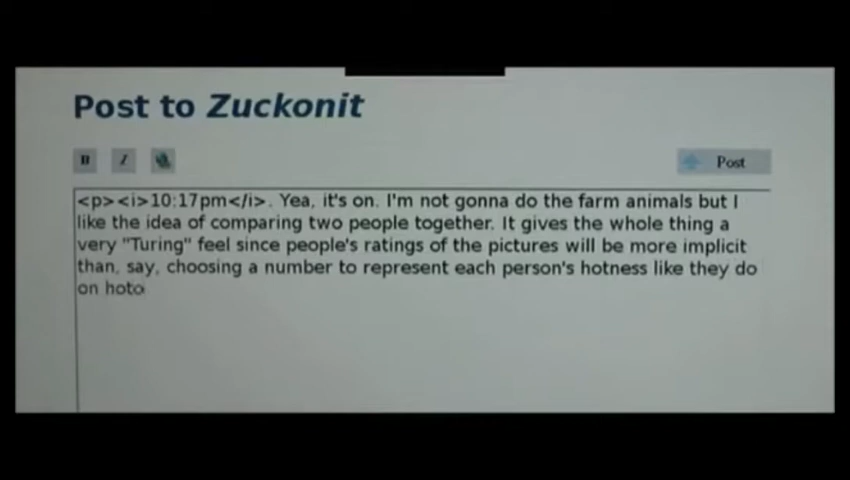 Post to Zuckonit
B I
Post
<p><i>10:17pm</i>. Yea, it's on. I'm not gonna do the farm animals but I
like the idea of comparing two people together. It gives the whole thing a
very "Turing" feel since people's ratings of the pictures will be more implicit
than, say, choosing a number to represent each person's hotness like they do
on hoto